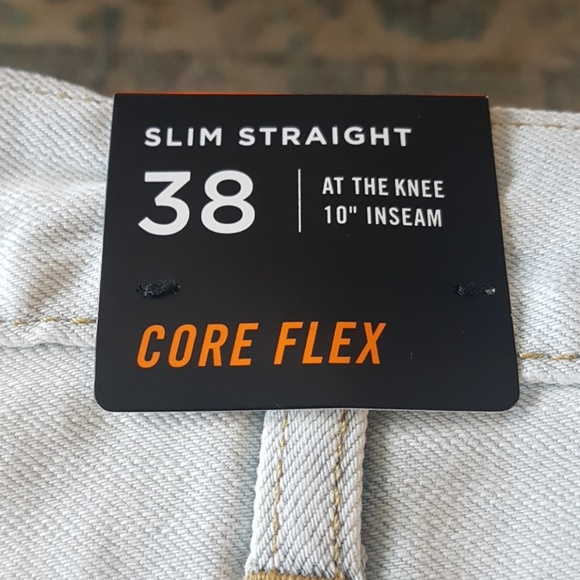 SLIM STRAIGHT
38
AT THE KNEE
10" INSEAM
CORE FLEX